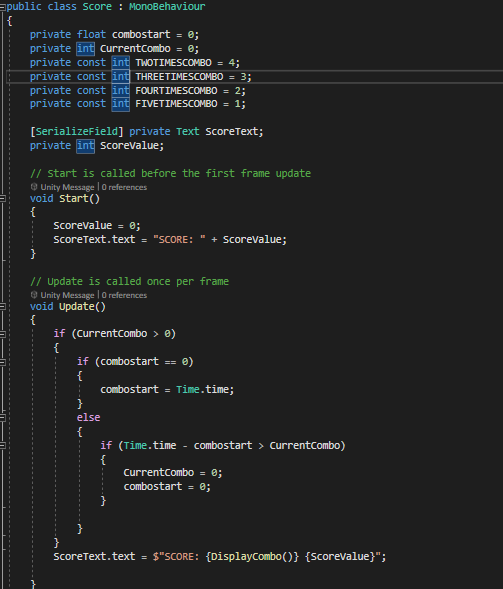 public class Score : MonoBehaviour
{
    private float combostart = 0;
    private int CurrentCombo = 0;
    private const int TWOTIMESCOMBO = 4;
    private const int THREETIMESCOMBO = 3;
    private const int FOURTIMESCOMBO = 2;
    private const int FIVETIMESCOMBO = 1;

    [SerializeField] private Text ScoreText;
    private int ScoreValue;

    // Start is called before the first frame update
    Unity Message | 0 references
    void Start()
    {
        ScoreValue = 0;
        ScoreText.text = "SCORE: " + ScoreValue;
    }

    // Update is called once per frame
    Unity Message | 0 references
    void Update()
    {
        if (CurrentCombo > 0)
        {
            if (combostart == 0)
            {
                combostart = Time.time;
            }
            else
            {
                if (Time.time - combostart > CurrentCombo)
                {
                    CurrentCombo = 0;
                    combostart = 0;
                }

            }
        }
        ScoreText.text = $"SCORE: {DisplayCombo()} {ScoreValue}";

    }